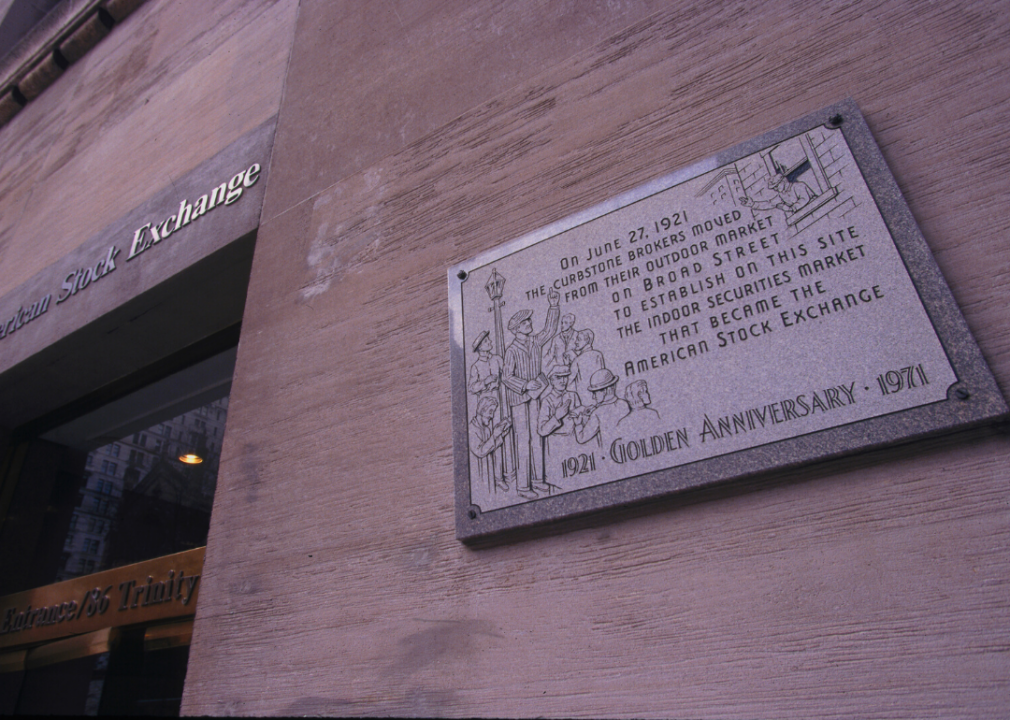 Stock Exchange
Entrance/86 Trinity
On June 27, 1921
the curbstone brokers moved
from their outdoor market
on Broad Street
to establish on this site
the indoor securities market
that became the
American Stock Exchange
1921 · Golden Anniversary · 1971